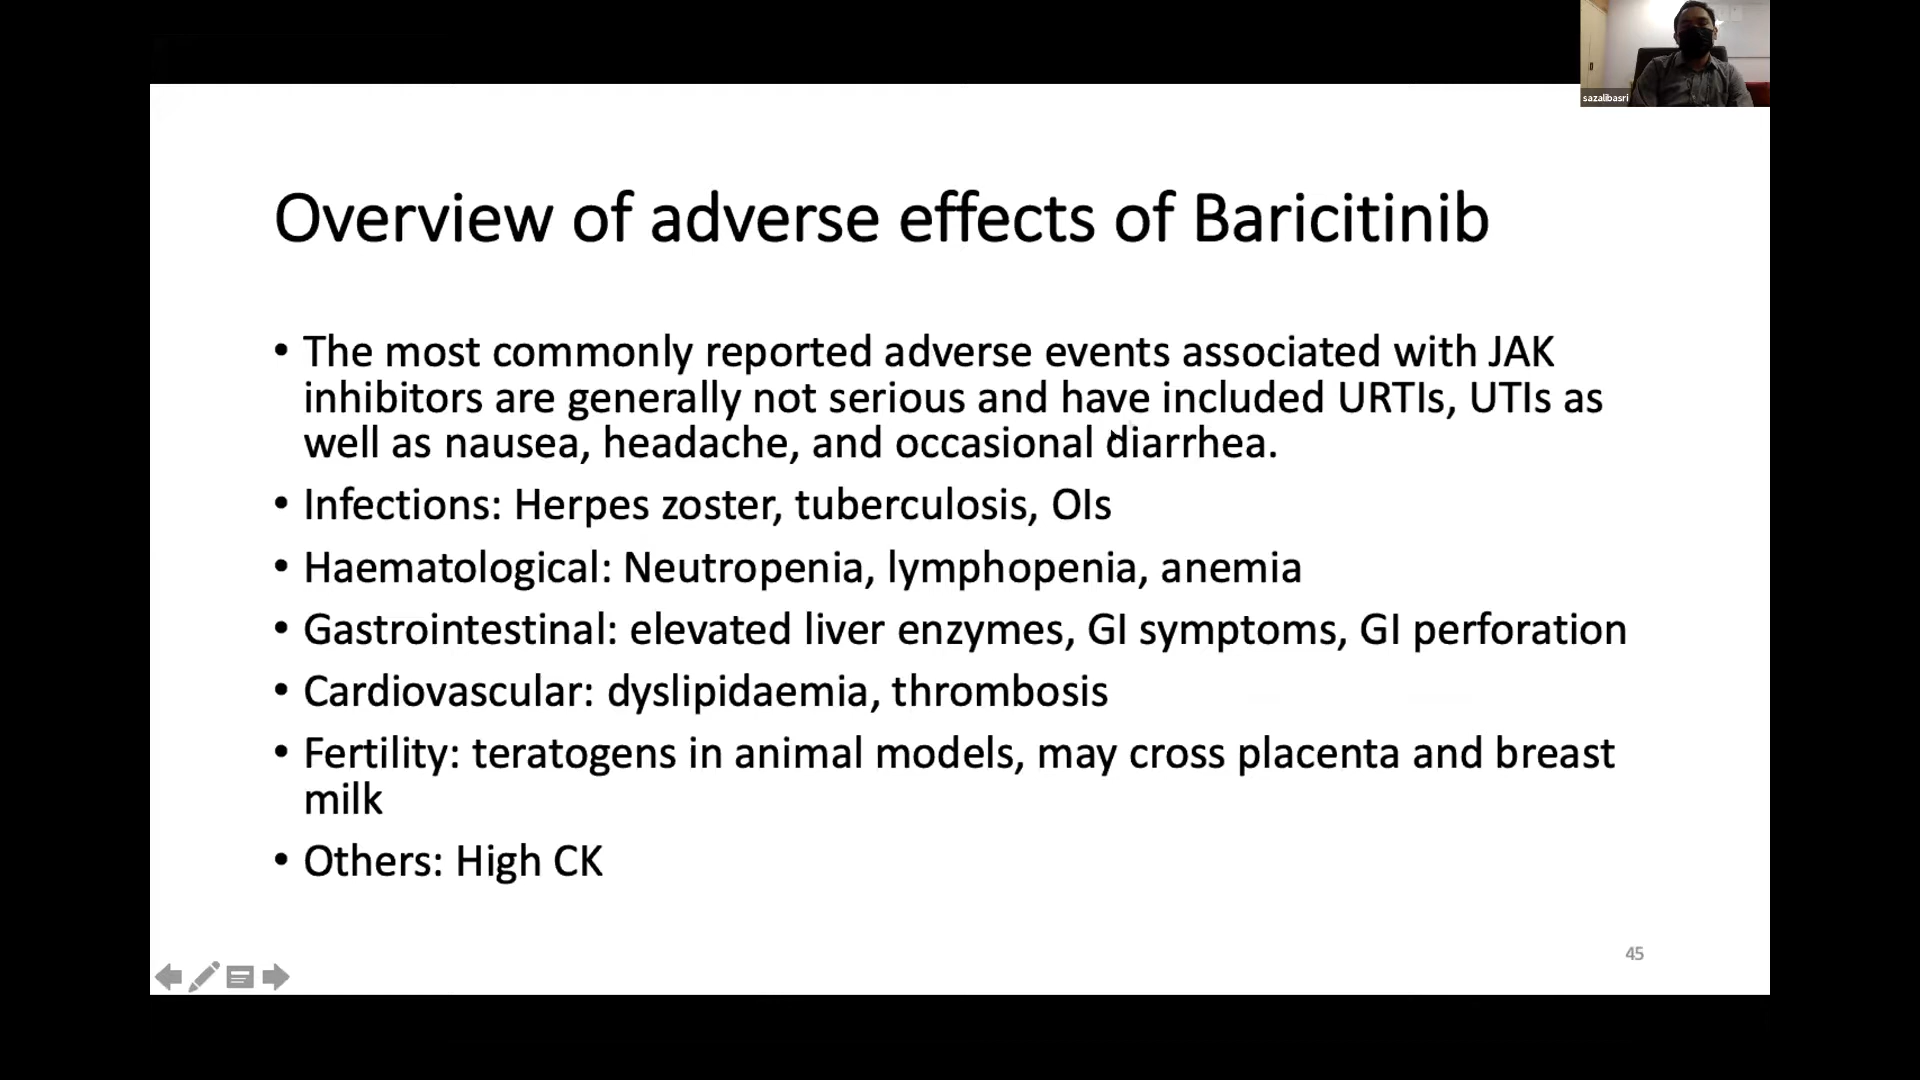 sazalibasri
Overview of adverse effects of Baricitinib
• The most commonly reported adverse events associated with JAK
inhibitors are generally not serious and have included URTIs, UTIs as
well as nausea, headache, and occasional diarrhea.
• Infections: Herpes zoster, tuberculosis, OIs
• Haematological: Neutropenia, lymphopenia, anemia
• Gastrointestinal: elevated liver enzymes, GI symptoms, GI perforation
• Cardiovascular: dyslipidaemia, thrombosis
• Fertility: teratogens in animal models, may cross placenta and breast
milk
• Others: High CK
45